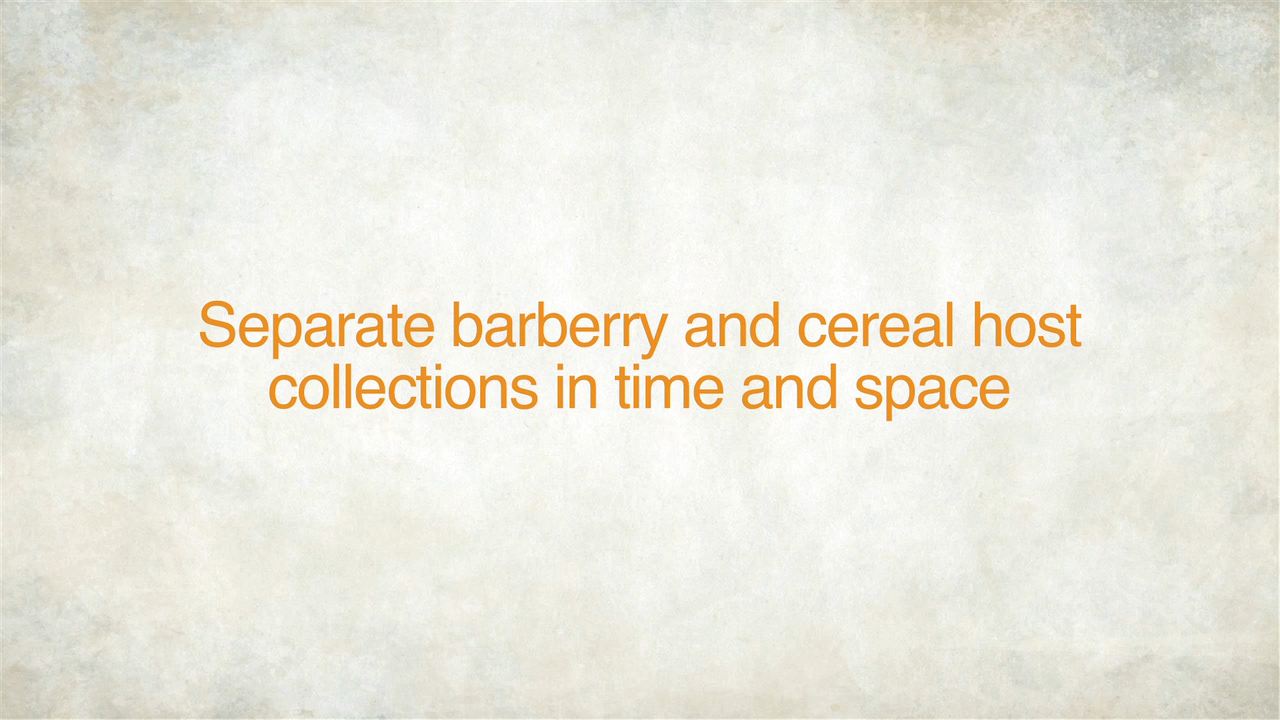 Separate barberry and cereal host
collections in time and space